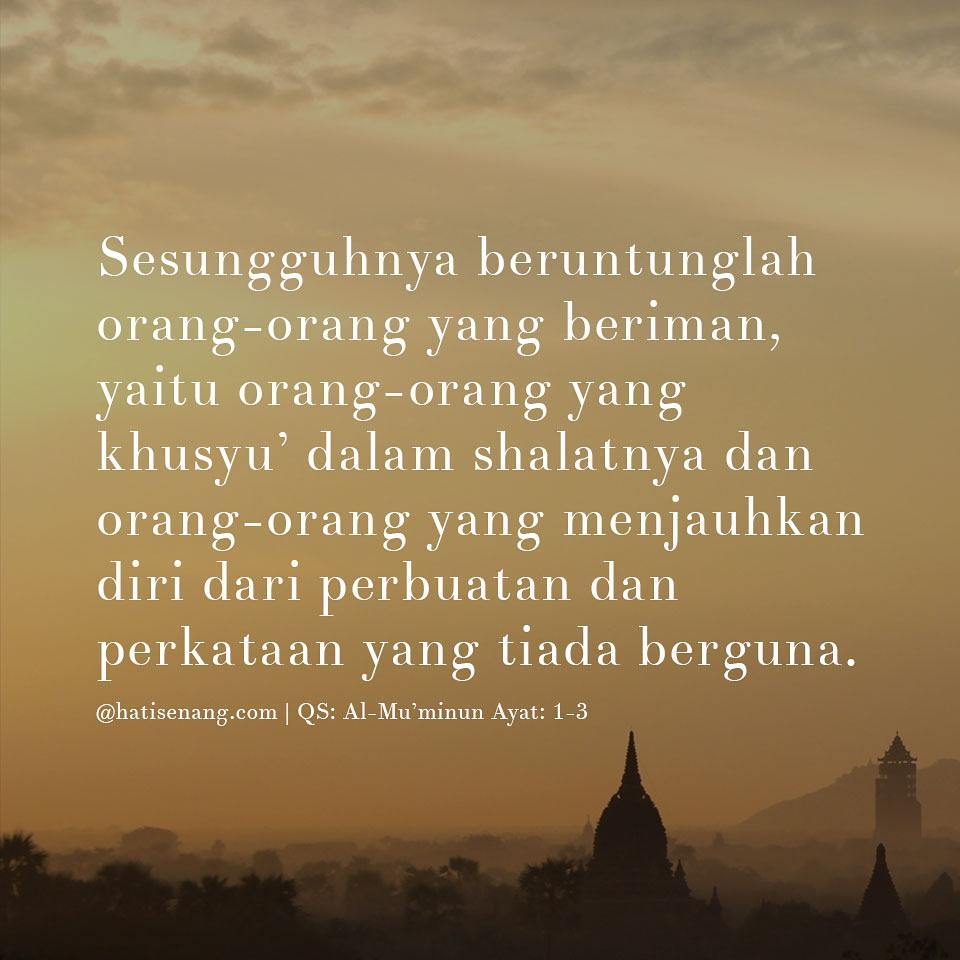 Sesungguhnya beruntunglah
orang-orang yang beriman,
yaitu orang-orang yang
khusyu’ dalam shalatnya dan
orang-orang yang menjauhkan
diri dari perbuatan dan
perkataan yang tiada berguna.
@hatisenang.com | QS: Al-Mu’minun Ayat: 1-3